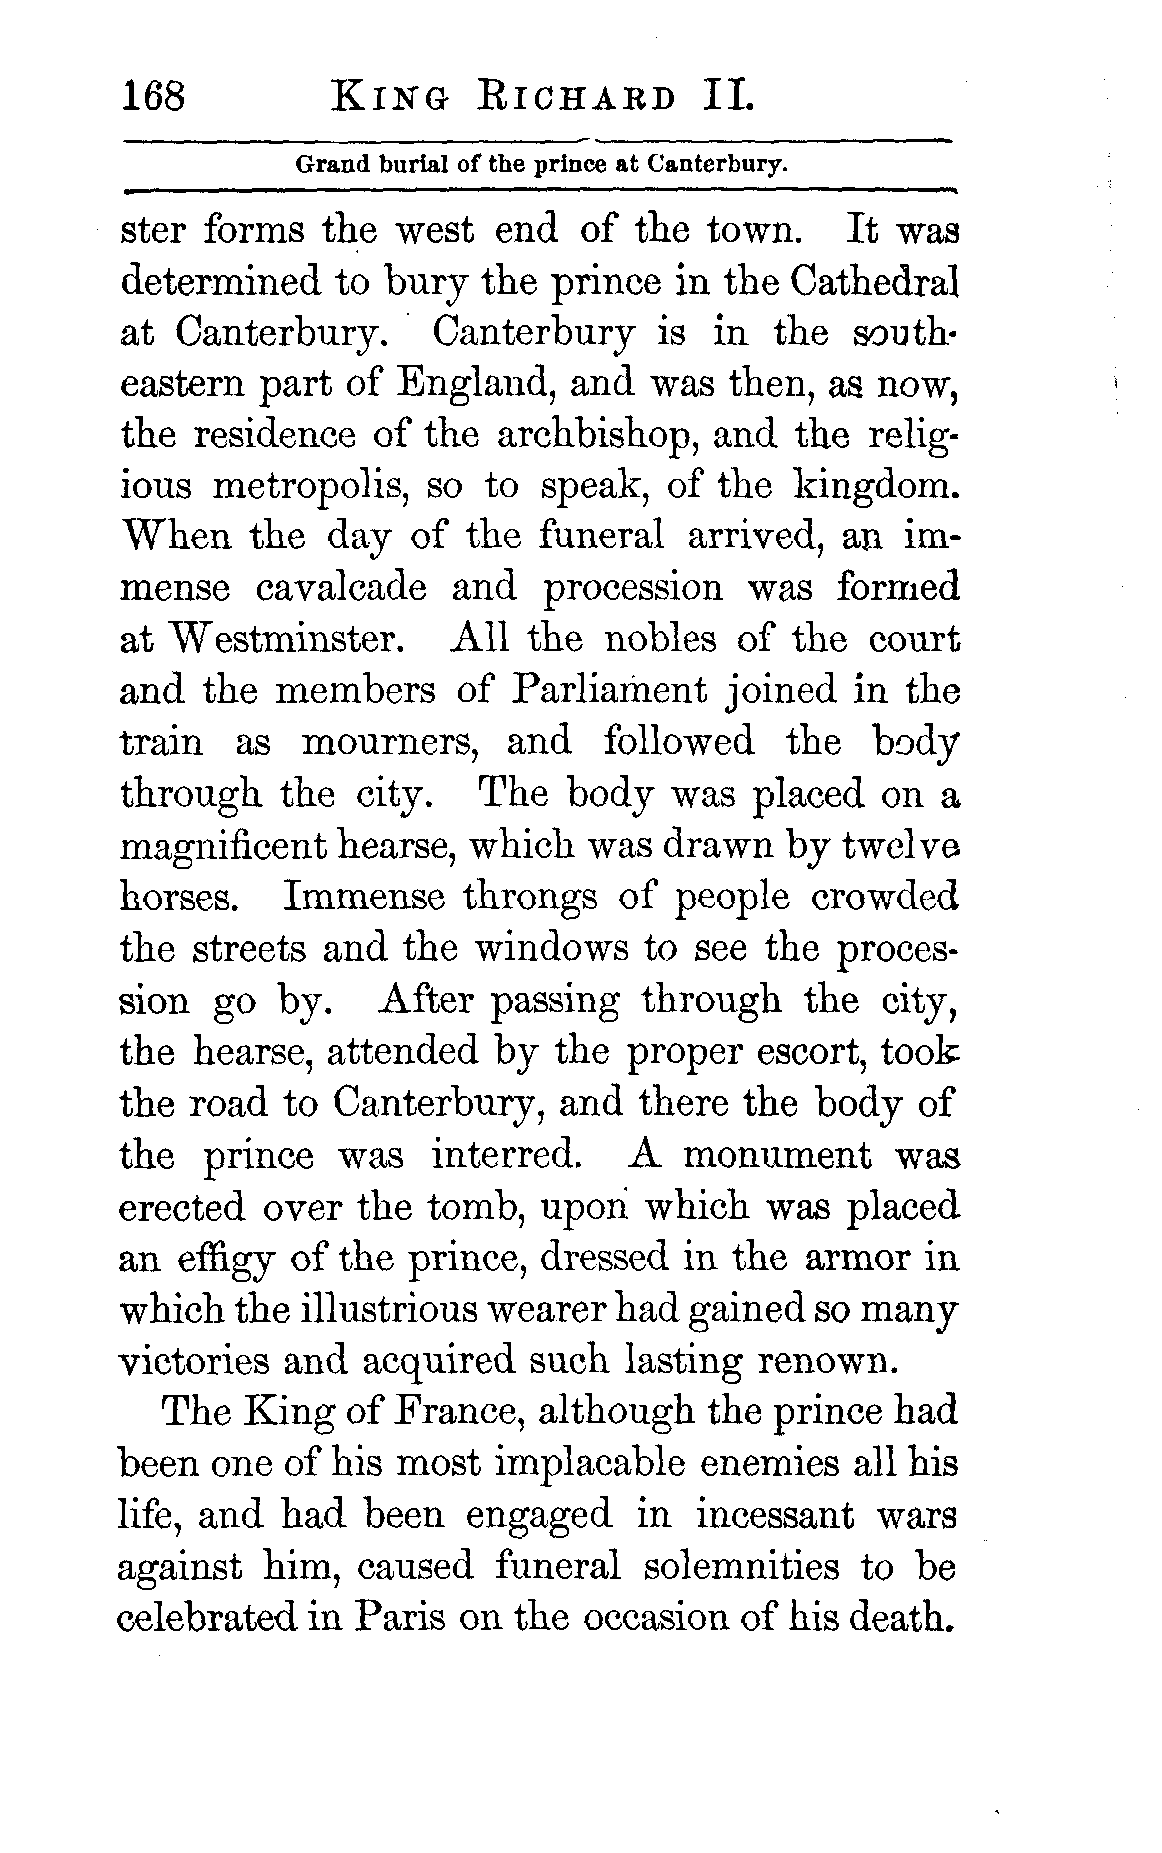 168 KING RICHARD II.
Grand burial of the prince at Canterbury.
ster forms the west end of the town. It was
determined to bury the prince in the Cathedral
at Canterbury. Canterbury is in the south-
eastern part of England, and was then, as now,
the residence of the archbishop, and the relig-
ious metropolis, so to speak, of the kingdom.
When the day of the funeral arrived, an im-
mense cavalcade and procession was formed
at Westminster. All the nobles of the court
and the members of Parliament joined in the
train as mourners, and followed the body
through the city. The body was placed on a
magnificent hearse, which was drawn by twelve
horses. Immense throngs of people crowded
the streets and the windows to see the proces-
sion go by. After passing through the city,
the hearse, attended by the proper escort, took
the road to Canterbury, and there the body of
the prince was interred. A monument was
erected over the tomb, upon which was placed
an effigy of the prince, dressed in the armor in
which the illustrious wearer had gained so many
victories and acquired such lasting renown.
The King of France, although the prince had
been one of his most implacable enemies all his
life, and had been engaged in incessant wars
against him, caused funeral solemnities to be
celebrated in Paris on the occasion of his death.